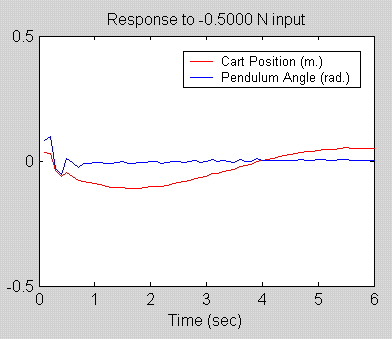 Response to -0.5000 N input
0.5
Cart Position (m.)
Pendulum Angle (rad.)
0
-0.5
0 1 2 3 4 5 6
Time (sec)